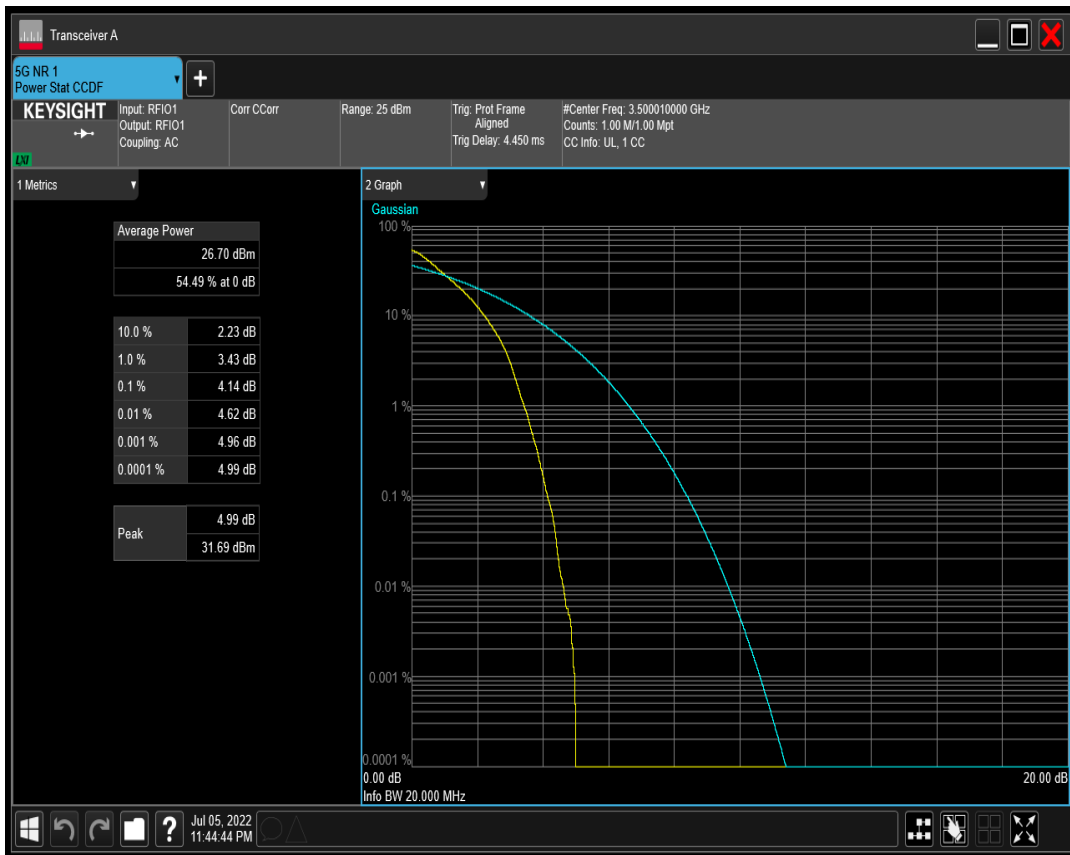 Transceiver A
5G NR 1
Power Stat CCDF
+
KEYSIGHT
LXI
Input: RFIO1
Output: RFIO1
Coupling: AC
Corr CCorr
Range: 25 dBm
Trig: Prot Frame
Aligned
Trig Delay: 4.450 ms
#Center Freq: 3.500010000 GHz
Counts: 1.00 M/1.00 Mpt
CC Info: UL, 1 CC
1 Metrics
Average Power
26.70 dBm
54.49 % at 0 dB
10.0 % 2.23 dB
1.0 % 3.43 dB
0.1 % 4.14 dB
0.01 % 4.62 dB
0.001 % 4.96 dB
0.0001 % 4.99 dB
Peak 4.99 dB
31.69 dBm
2 Graph
Gaussian
100 %
10 %
1 %
0.1 %
0.01 %
0.001 %
0.0001 %
0.00 dB 20.00 dB
Info BW 20.000 MHz
?
Jul 05, 2022
11:44:44 PM